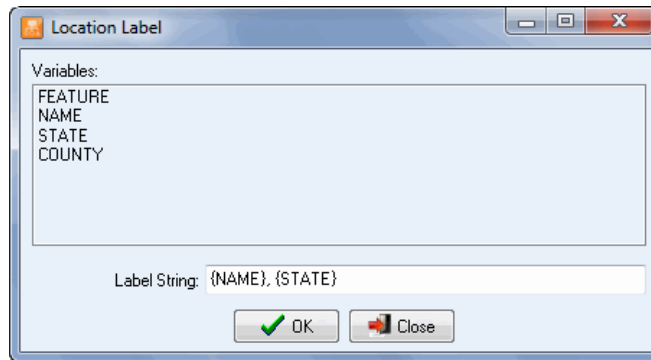 Location Label
Variables:
FEATURE
NAME
STATE
COUNTY
Label String: {NAME}, {STATE}
OK Close